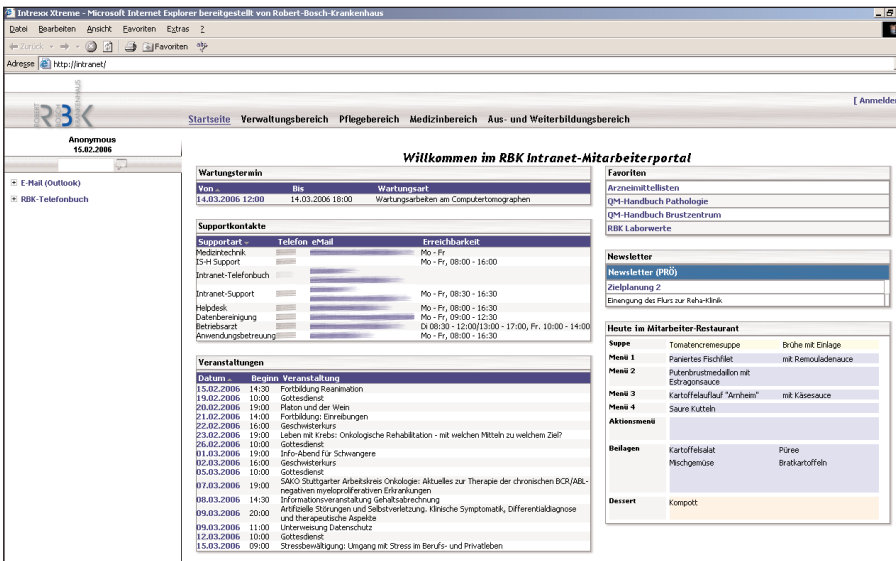 Intrexx Xtreme - Microsoft Internet Explorer bereitgestellt von Robert-Bosch-Krankenhaus
Datei Bearbeiten Ansicht Favoriten Extras ?
Zurück Favoriten
Adresse http://intranet/
[ Anmelden
ROBERT BOSCH KRANKENHAUS
RBK
Startseite Verwaltungsbereich Pflegebereich Medizinbereich Aus- und Weiterbildungsbereich
Anonymous
15.02.2006
E-Mail (Outlook)
RBK-Telefonbuch
Willkommen im RBK Intranet-Mitarbeiterportal
Wartungstermin
Von Bis Wartungsart
14.03.2006 12:00 14.03.2006 18:00 Wartungsarbeiten am Computertomographen
Supportkontakte
Supportart Telefon eMail Erreichbarkeit
Medizintechnik Mo - Fr
IS-H Support Mo - Fr, 08:00 - 16:00
Intranet-Telefonbuch
Intranet-Support Mo - Fr, 08:30 - 16:30
Helpdesk Mo - Fr, 08:30 - 16:30
Datenbereinigung Mo - Fr, 09:00 - 12:30
Betriebsarzt Di 08:30 - 12:00/13:00 - 17:00, Fr. 10:00 - 14:00
Anwendungsbetreuung Mo - Fr, 08:00 - 16:30
Veranstaltungen
Datum Beginn Veranstaltung
15.02.2006 14:30 Fortbildung Reanimation
19.02.2006 10:00 Gottesdienst
20.02.2006 19:00 Platon und der Wein
21.02.2006 14:00 Fortbildung: Einreibungen
22.02.2006 16:00 Geschwisterkurs
23.02.2006 19:00 Leben mit Krebs: Onkologische Rehabilitation - mit welchen Mitteln zu welchem Ziel?
26.02.2006 10:00 Gottesdienst
01.03.2006 19:00 Info-Abend für Schwangere
02.03.2006 16:00 Geschwisterkurs
05.03.2006 10:00 Gottesdienst
07.03.2006 19:00 SAKO Stuttgarter Arbeitskreis Onkologie: Aktuelles zur Therapie der chronischen BCR/ABL-
negativen myeloproliferativen Erkrankungen
08.03.2006 14:30 Informationsveranstaltung Gehaltsabrechnung
09.03.2006 20:00 Artifizielle Störungen und Selbstverletzung. Klinische Symptomatik, Differentialdiagnose
und therapeutische Aspekte
09.03.2006 11:00 Unterweisung Datenschutz
12.03.2006 10:00 Gottesdienst
15.03.2006 09:00 Stressbewältigung: Umgang mit Stress im Berufs- und Privatleben
Favoriten
Arzneimittellisten
QM-Handbuch Pathologie
QM-Handbuch Brustzentrum
RBK Laborwerte
Newsletter
Newsletter (PRÖ)
Zielplanung 2
Einengung des Flurs zur Reha-Klinik
Heute im Mitarbeiter-Restaurant
Suppe Tomatencremesuppe Brühe mit Einlage
Menü 1 Paniertes Fischfilet mit Remouladenauce
Menü 2 Putenbrustmedaillon mit
Estragonsauce
Menü 3 Kartoffelauflauf "Arnheim" mit Käsesauce
Menü 4 Saure Kutteln
Aktionsmenü
Beilagen Kartoffelsalat Püree
Mischgemüse Bratkartoffeln
Dessert Kompott